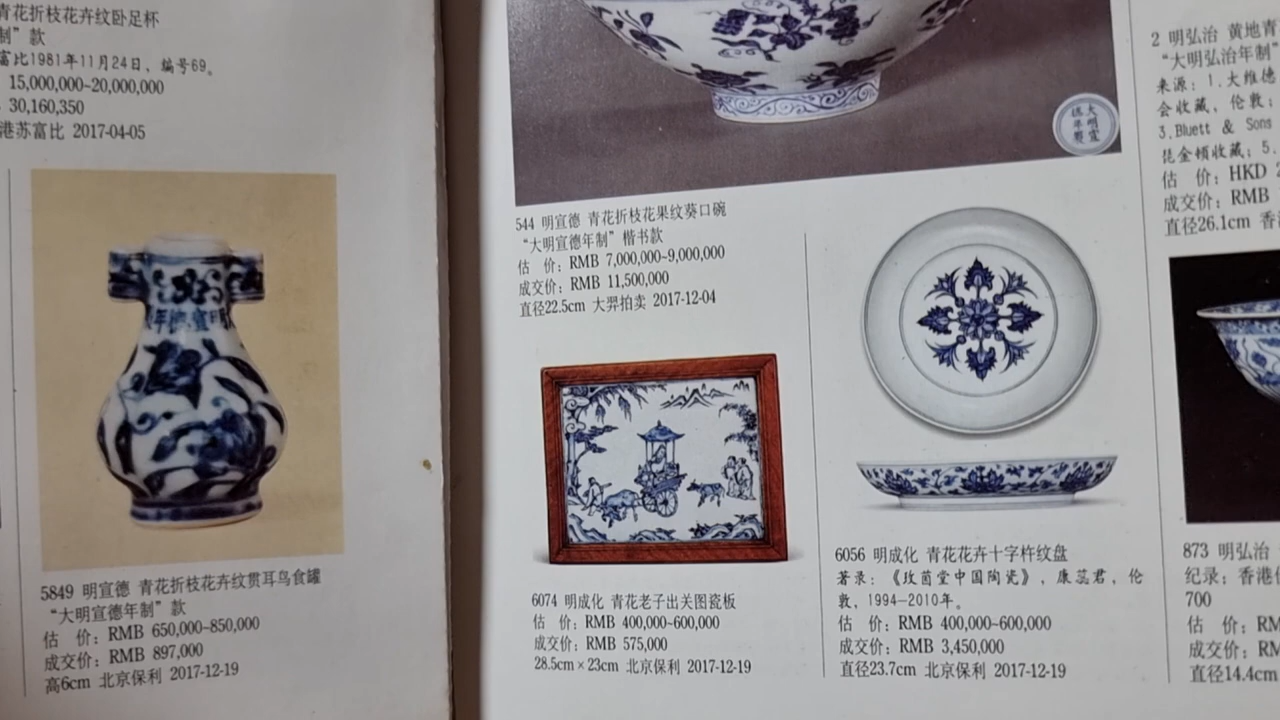 青花折枝花卉纹卧足杯
制”款
富比1981年11月24日，编号69。
15,000,000~20,000,000
30,160,350
港苏富比 2017-04-05
5849 明宣德 青花折枝花卉纹贯耳鸟食罐
“大明宣德年制”款
估 价：RMB 650,000~850,000
成交价：RMB 897,000
高6cm 北京保利 2017-12-19
大明宣
德年製
544 明宣德 青花折枝花果纹葵口碗
“大明宣德年制”楷书款
估 价：RMB 7,000,000~9,000,000
成交价：RMB 11,500,000
直径22.5cm 大羿拍卖 2017-12-04
6074 明成化 青花老子出关图瓷板
估 价：RMB 400,000~600,000
成交价：RMB 575,000
28.5cm×23cm 北京保利 2017-12-19
6056 明成化 青花花卉十字杵纹盘
著录：《玫茵堂中国陶瓷》，康蕊君，伦
敦，1994—2010年。
估 价：RMB 400,000~600,000
成交价：RMB 3,450,000
直径23.7cm 北京保利 2017-12-19
2 明弘治 黄地青
“大明弘治年制”
来源：1.大维德
会收藏，伦敦；
3.Bluett & Sons
昆金顿收藏；5.
估 价：HKD 2
成交价：RMB
直径26.1cm 香
873 明弘治
纪录：香港
700
估 价：RM
成交价：RM
直径14.4cm